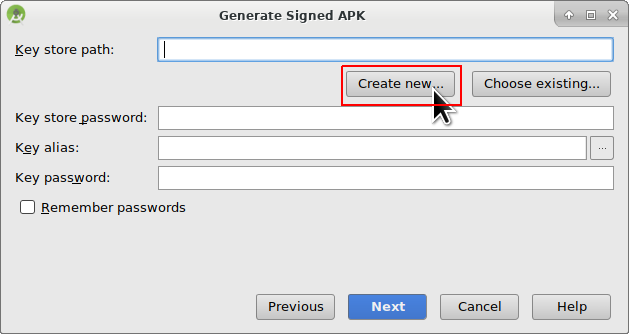 Generate Signed APK
Key store path:
Create new... Choose existing...
Key store password:
Key alias: ...
Key password:
Remember passwords
Previous Next Cancel Help